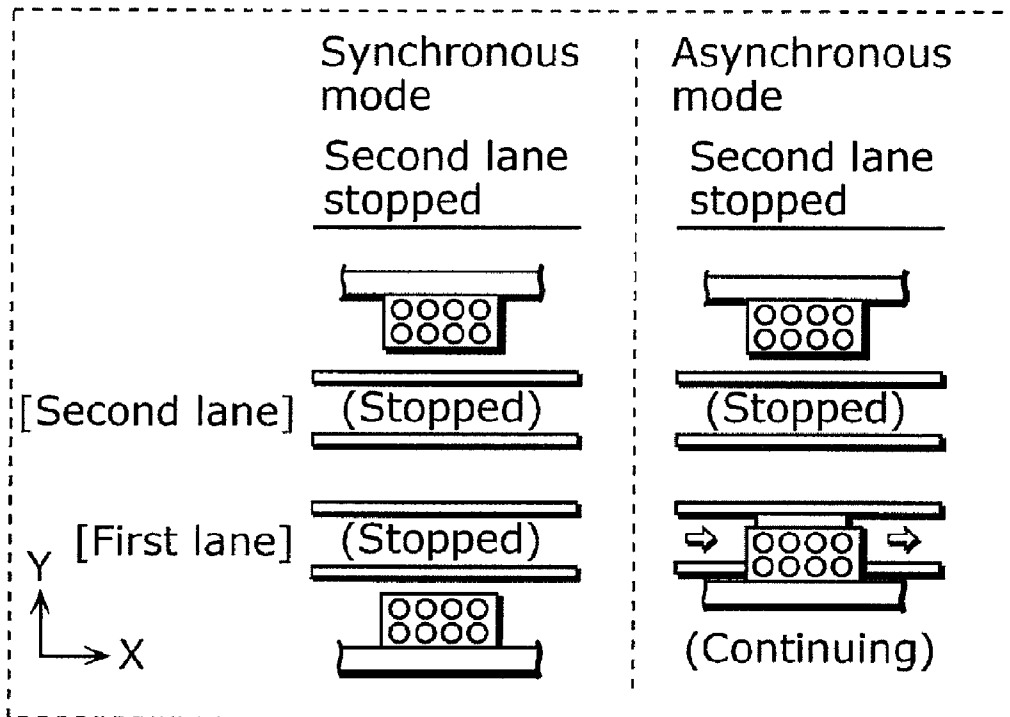 Synchronous
mode
Second lane
stopped
Asynchronous
mode
Second lane
stopped
[Second lane]
(Stopped)
(Stopped)
[First lane]
(Stopped)
(Continuing)
Y
X